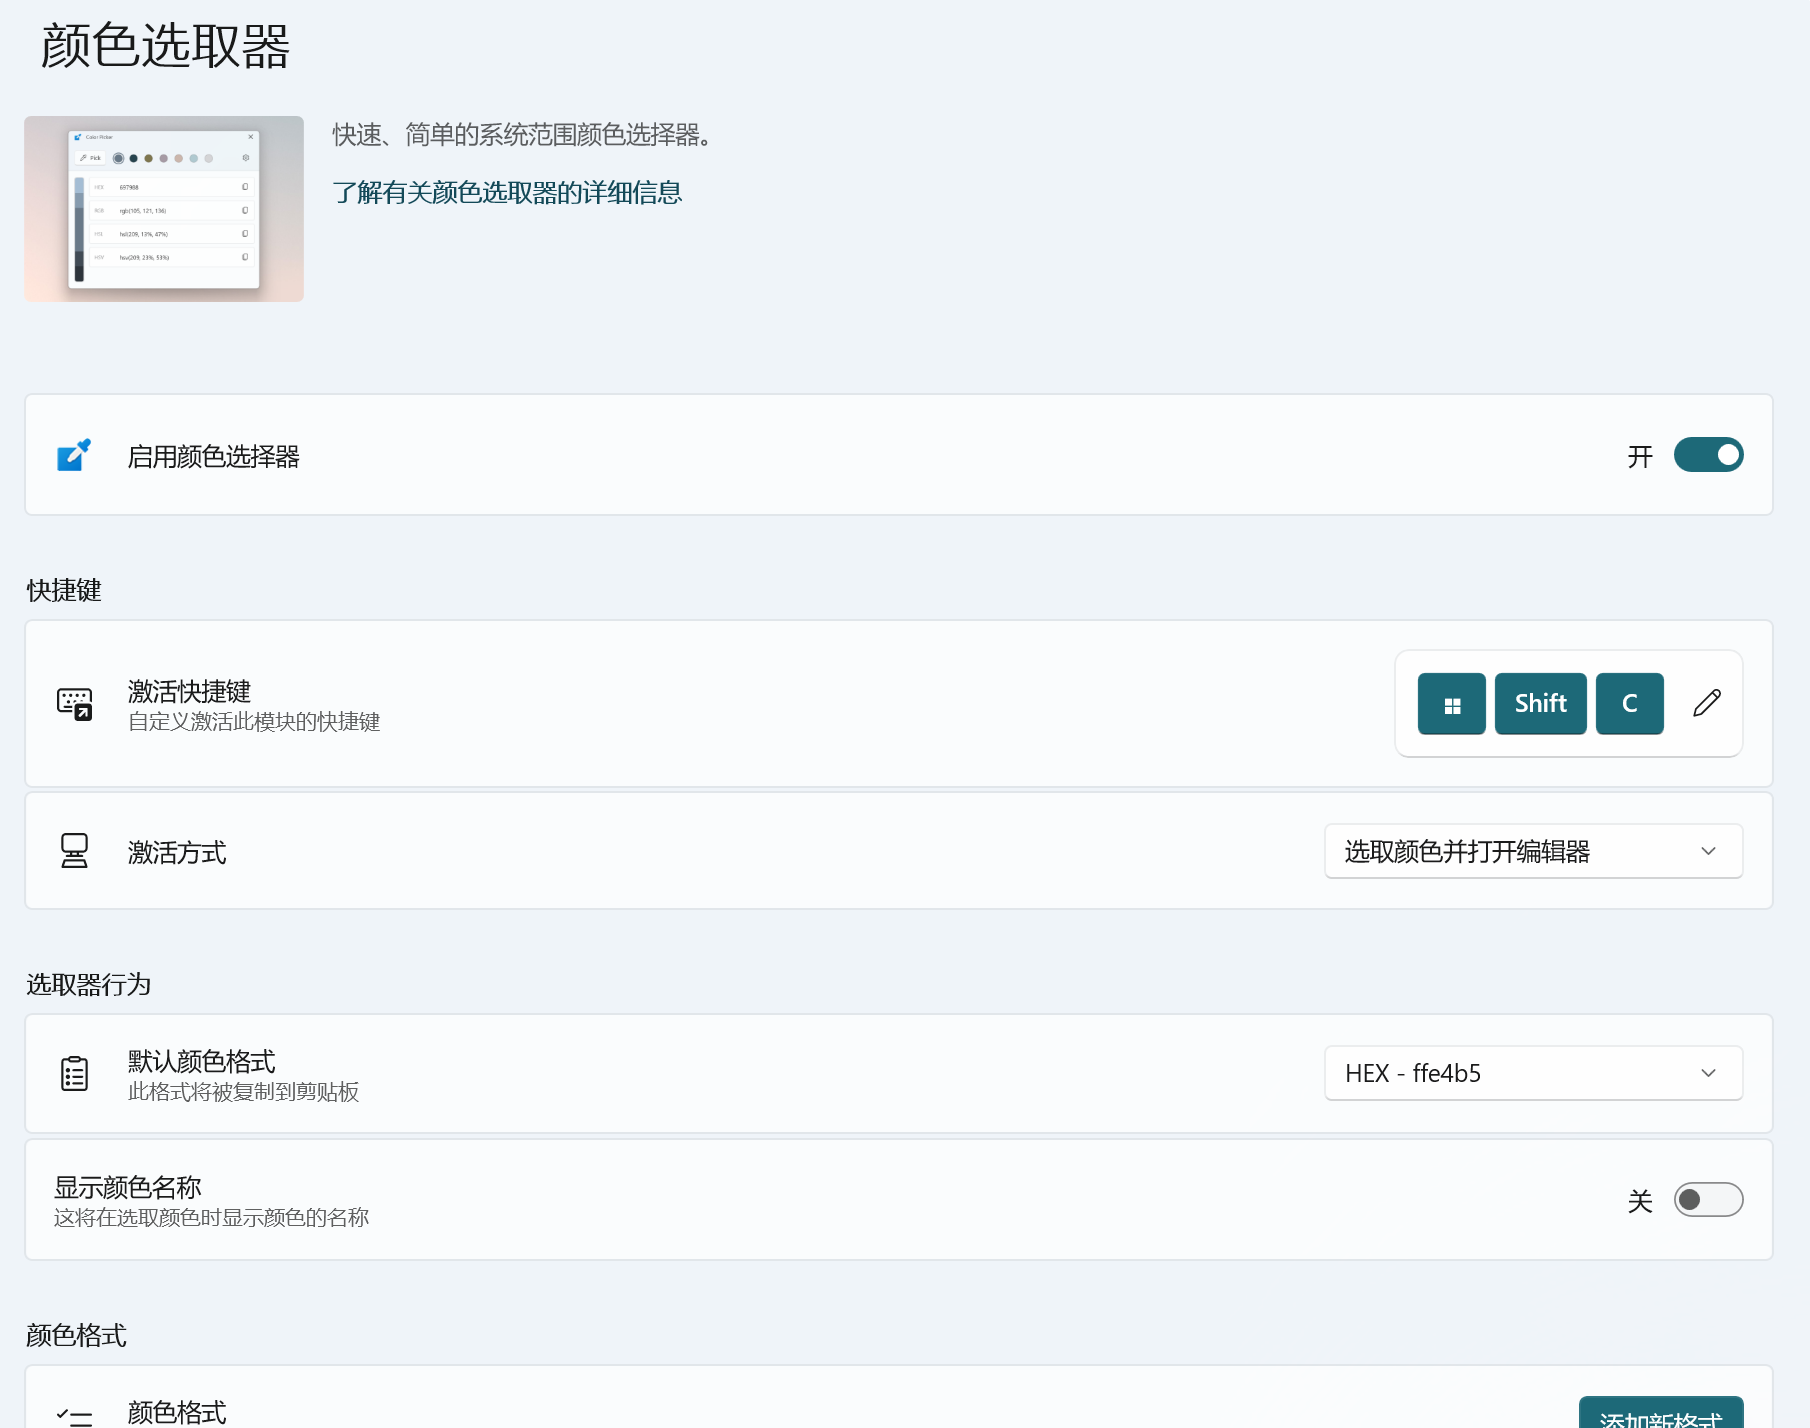 颜色选取器
Color Picker
Pick
HEX 697988
RGB rgb(105, 121, 136)
HSL hsl(209, 13%, 47%)
HSV hsv(209, 23%, 53%)
快速、简单的系统范围颜色选择器。
了解有关颜色选取器的详细信息
启用颜色选择器
开
快捷键
激活快捷键
自定义激活此模块的快捷键
Shift
C
激活方式
选取颜色并打开编辑器
选取器行为
默认颜色格式
此格式将被复制到剪贴板
HEX - ffe4b5
显示颜色名称
这将在选取颜色时显示颜色的名称
关
颜色格式
颜色格式
添加新格式